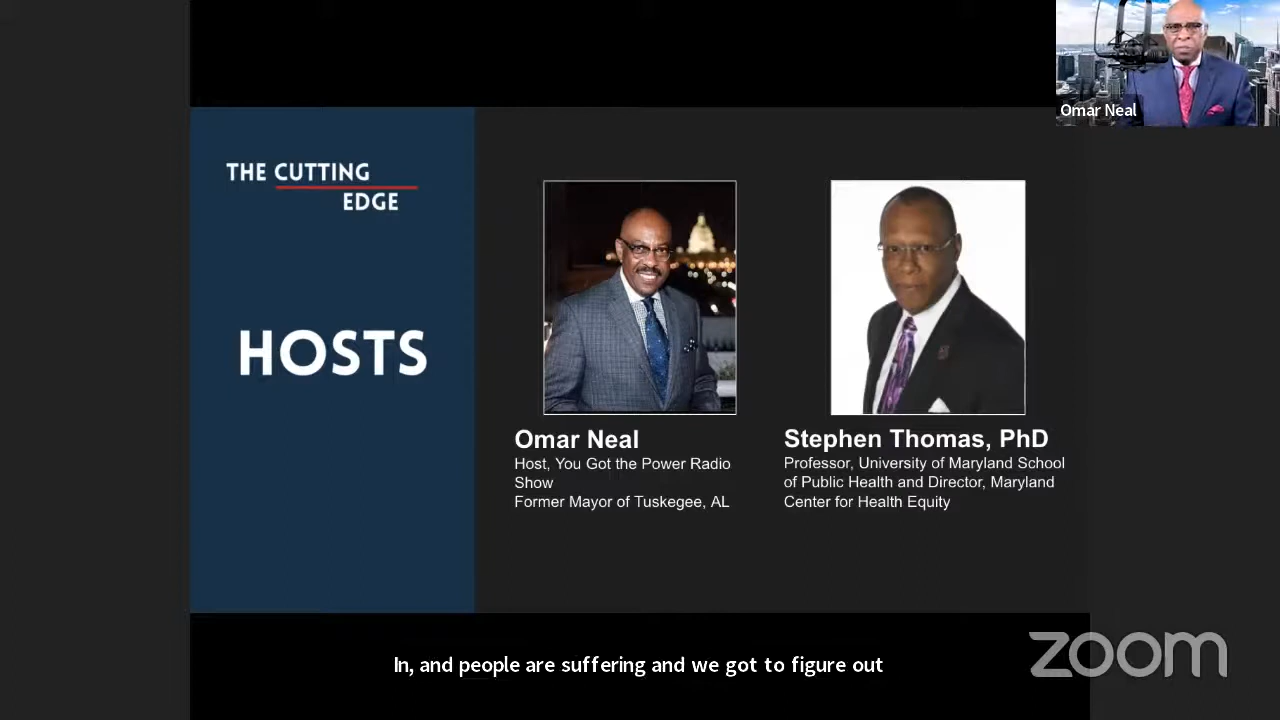 Omar Neal
THE CUTTING
EDGE
HOSTS
Omar Neal
Host, You Got the Power Radio
Show
Former Mayor of Tuskegee, AL
Stephen Thomas, PhD
Professor, University of Maryland School
of Public Health and Director, Maryland
Center for Health Equity
In, and people are suffering and we got to figure out
zoom